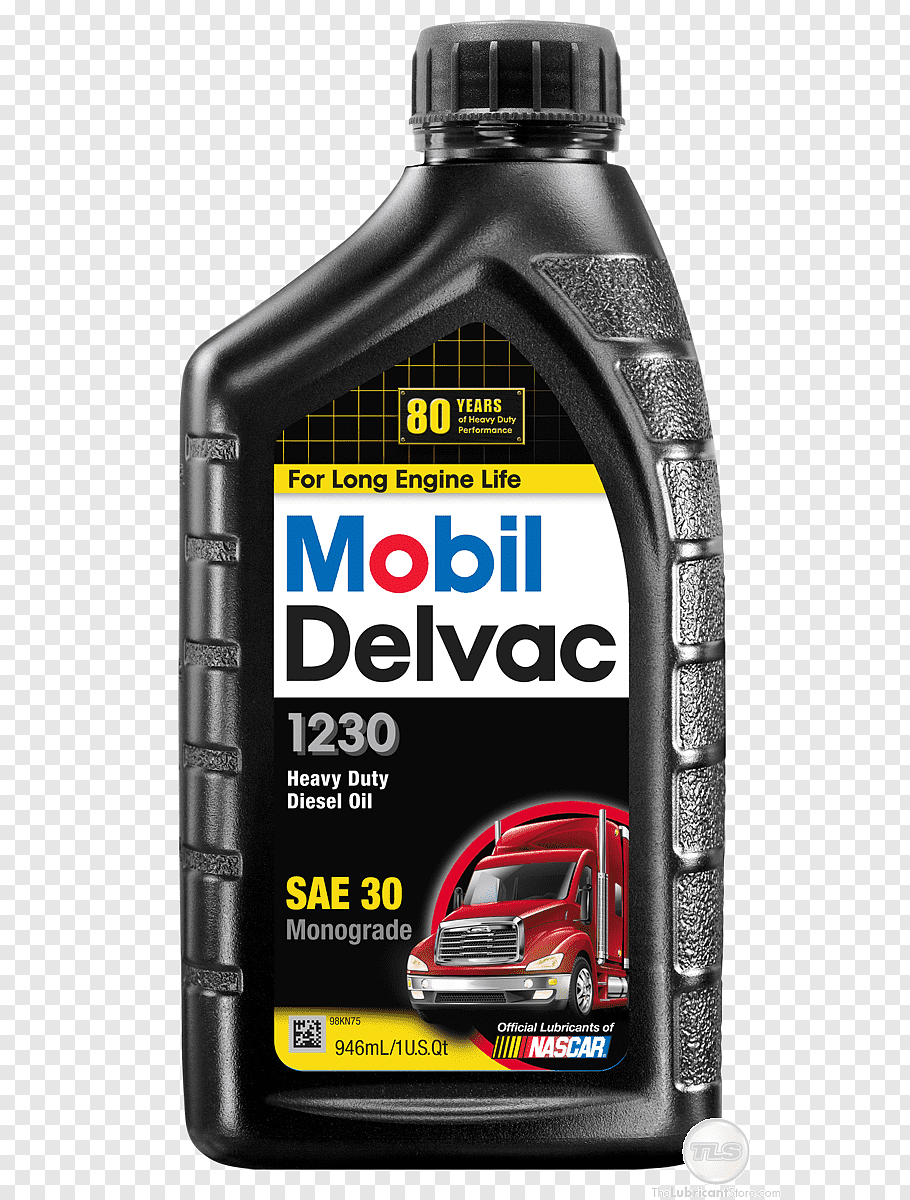 80 YEARS
of Heavy Duty
Performance
For Long Engine Life
Mobil
Delvac
1230
Heavy Duty
Diesel Oil
SAE 30
Monograde
98KN75
946mL/1U.S.Qt
Official Lubricants of
NASCAR
TLS
TheLubricantStore.com